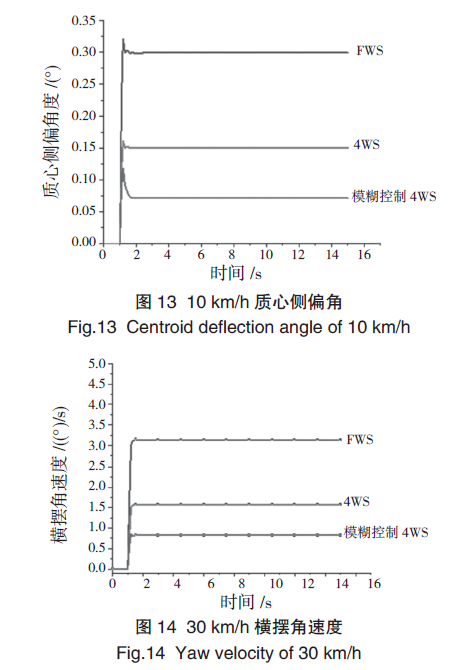 0.35
0.30
0.25
0.20
0.15
0.10
0.05
0.00
质心侧偏角度 /(°)
FWS
4WS
模糊控制 4WS
0 2 4 6 8 10 12 14 16
时间 /s
图 13 10 km/h 质心侧偏角
Fig.13 Centroid deflection angle of 10 km/h
5.0
4.5
4.0
3.5
3.0
2.5
2.0
1.5
1.0
0.5
0.0
横摆角速度 /((°)/s)
FWS
4WS
模糊控制 4WS
0 2 4 6 8 10 12 14 16
时间 /s
图 14 30 km/h 横摆角速度
Fig.14 Yaw velocity of 30 km/h